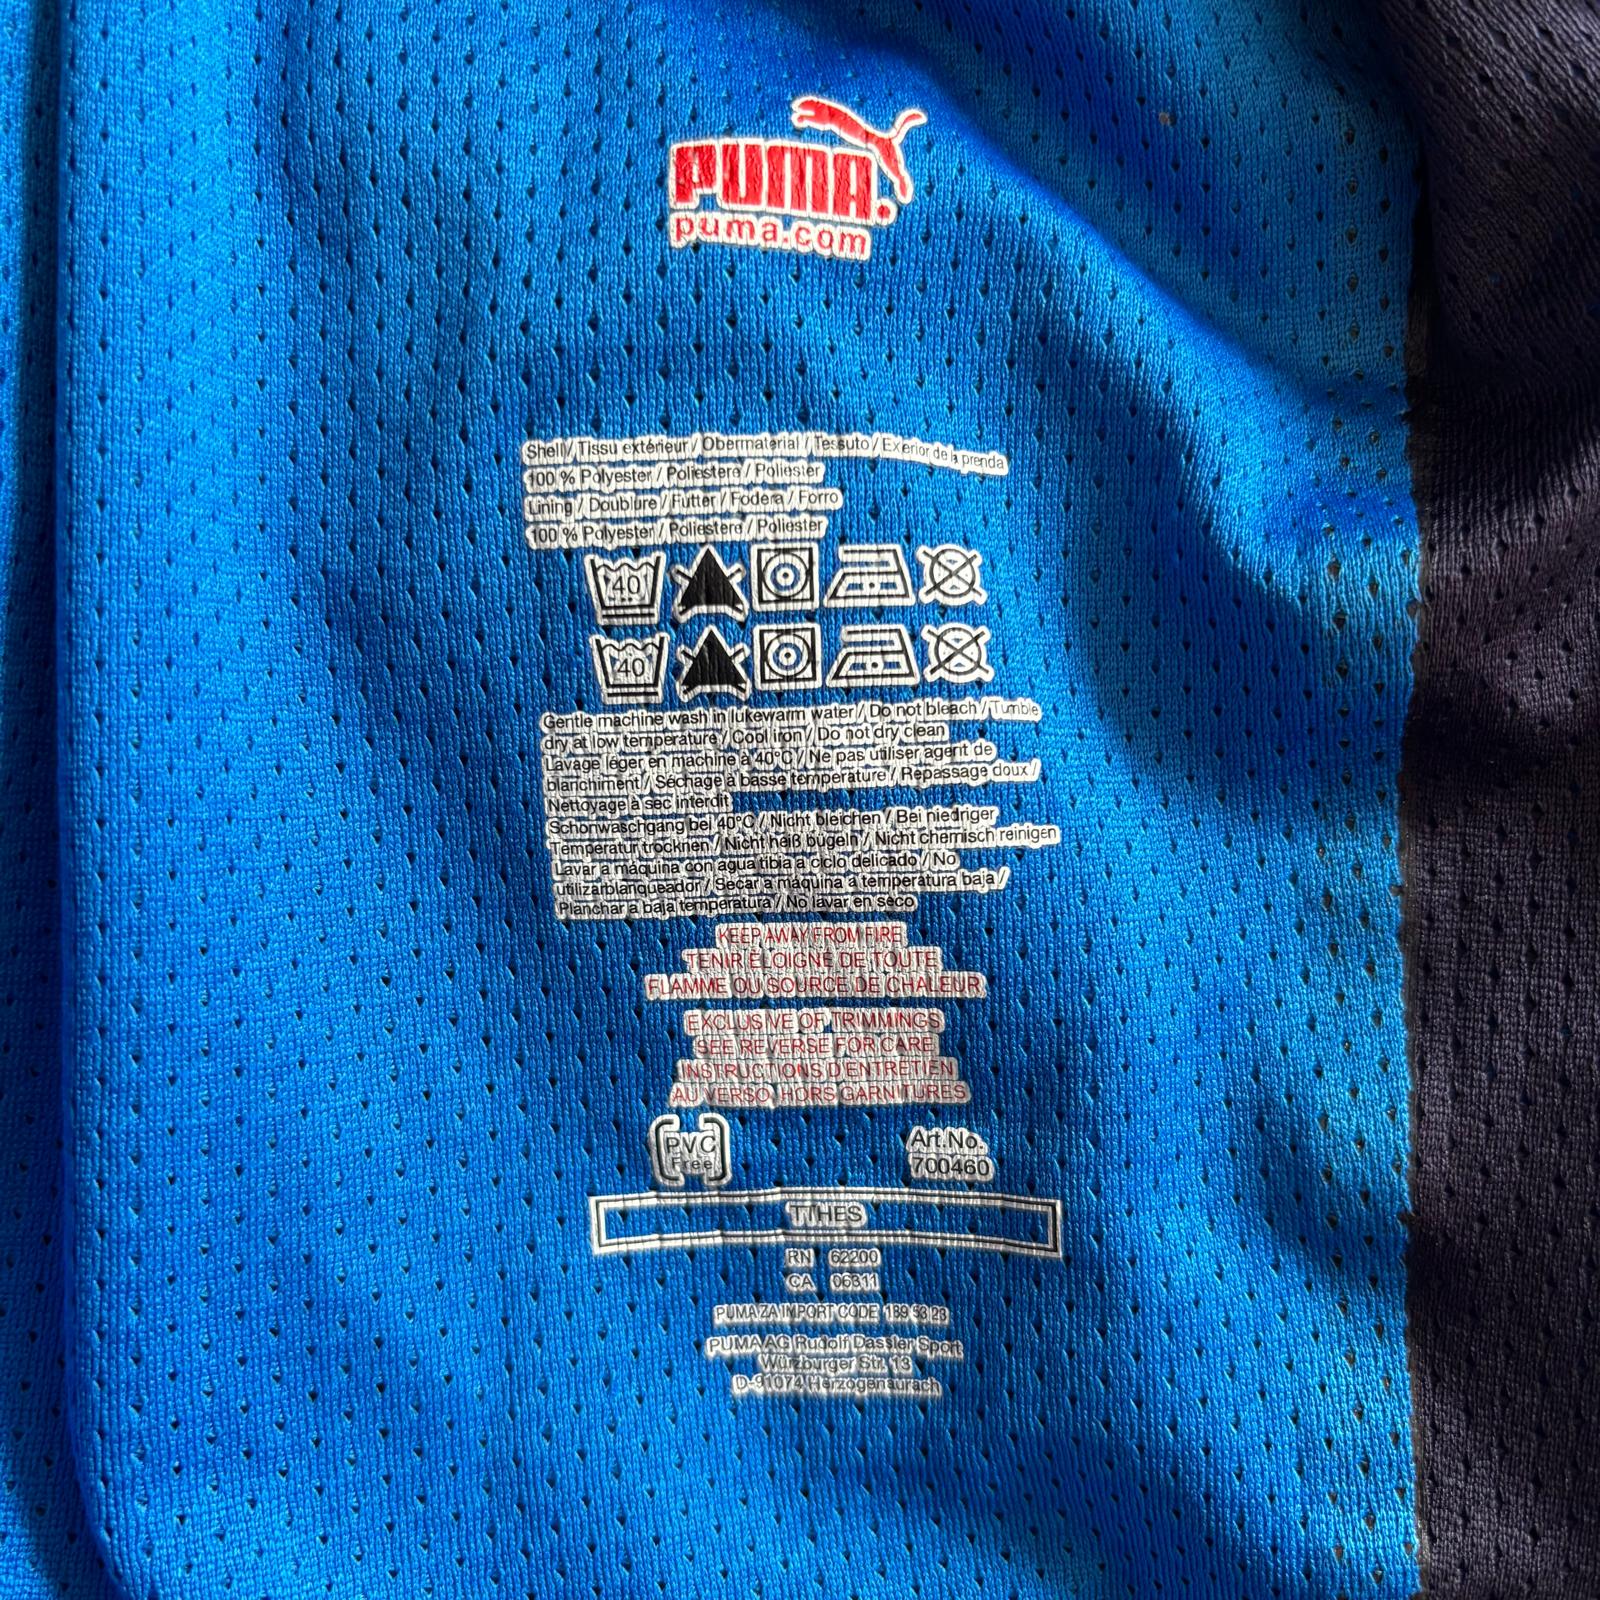 PUMA.
puma.com
Shell / Tissu extérieur / Obermaterial / Tessuto / Exerior de la prenda
100 % Polyester / Poliestere / Poliester
Lining / Doublure / Futter / Fodera / Forro
100 % Polyester / Poliestere / Poliester
40
40
Gentle machine wash in lukewarm water / Do not bleach / Tumble
dry at low temperature / Cool iron / Do not dry clean
Lavage léger en machine à 40°C / Ne pas utiliser agent de
blanchiment / Séchage à basse température / Repassage doux /
Nettoyage à sec interdit
Schonwaschgang bei 40°C / Nicht bleichen / Bei niedriger
Temperatur trocknen / Nicht heiß bügeln / Nicht chemisch reinigen
Lavar a máquina con agua tibia a ciclo delicado / No
utilizarblanqueador / Secar a máquina a temperatura baja /
Planchar a baja temperatura / No lavar en seco
KEEP AWAY FROM FIRE
TENIR ÉLOIGNÉ DE TOUTE
FLAMME OU SOURCE DE CHALEUR
EXCLUSIVE OF TRIMMINGS
SEE REVERSE FOR CARE
INSTRUCTIONS D'ENTRETIEN
AU VERSO, HORS GARNITURES
PVC
Free
Art.No.
700460
TTHES
RN 62200
CA 06311
PUMA ZA IMPORT CODE 189 53 23
PUMA AG Rudolf Dassler Sport
Würzburger Str. 13
D-91074 Herzogenaurach